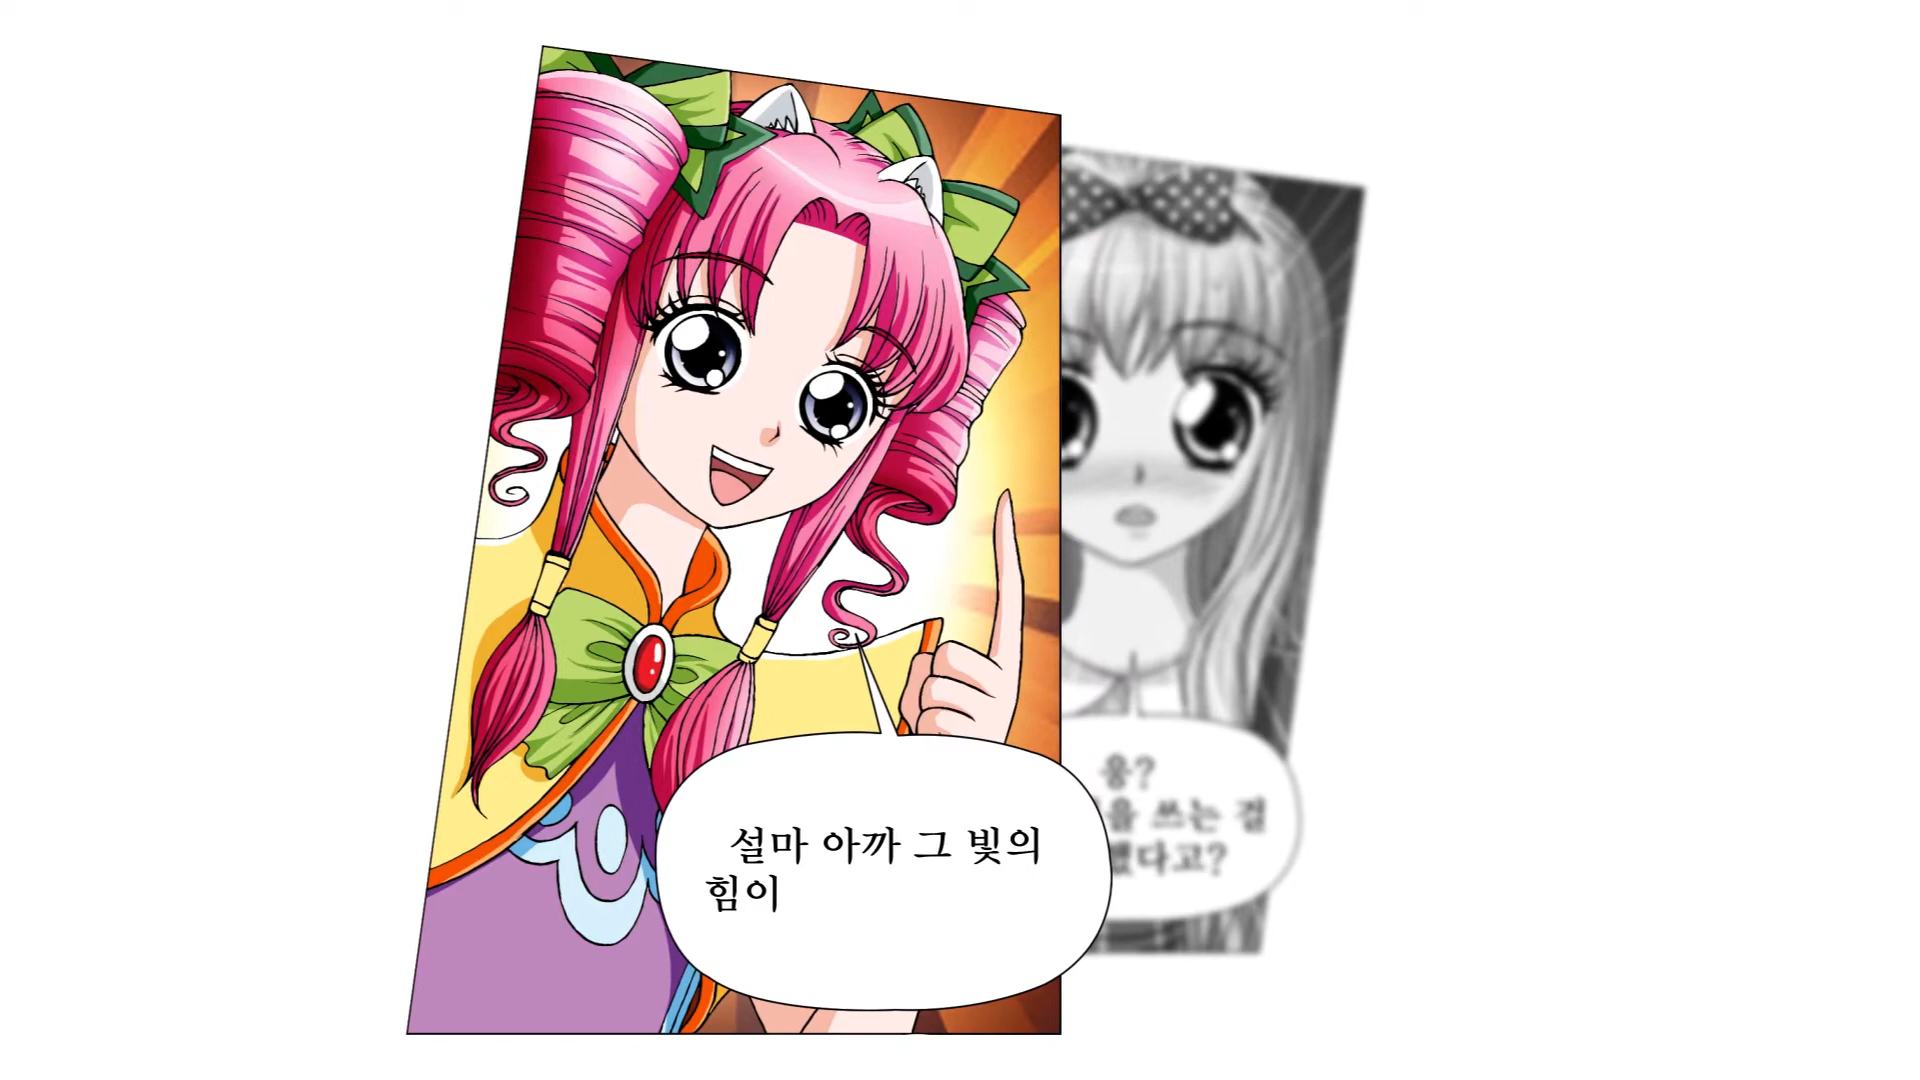 설마 아까 그 빛의
힘이
응?
을 쓰는 걸
했다고?